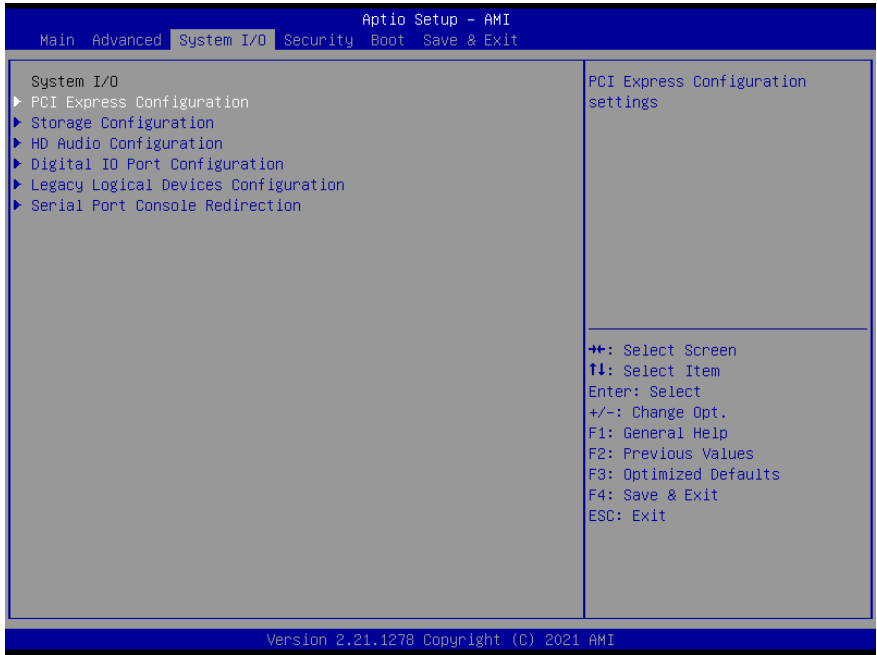 Aptio Setup – AMI
Main Advanced System I/O Security Boot Save & Exit
System I/O
▶ PCI Express Configuration
▶ Storage Configuration
▶ HD Audio Configuration
▶ Digital IO Port Configuration
▶ Legacy Logical Devices Configuration
▶ Serial Port Console Redirection
PCI Express Configuration
settings
→←: Select Screen
↑↓: Select Item
Enter: Select
+/-: Change Opt.
F1: General Help
F2: Previous Values
F3: Optimized Defaults
F4: Save & Exit
ESC: Exit
Version 2.21.1278 Copyright (C) 2021 AMI